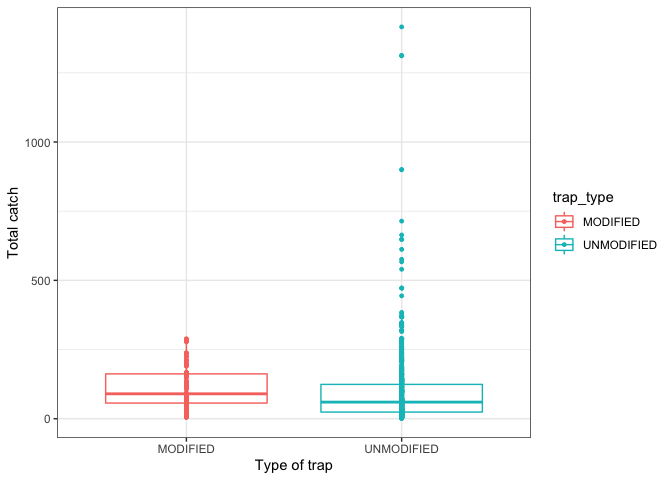 Total catch
1000
500
0
MODIFIED
UNMODIFIED
Type of trap
trap_type
MODIFIED
UNMODIFIED